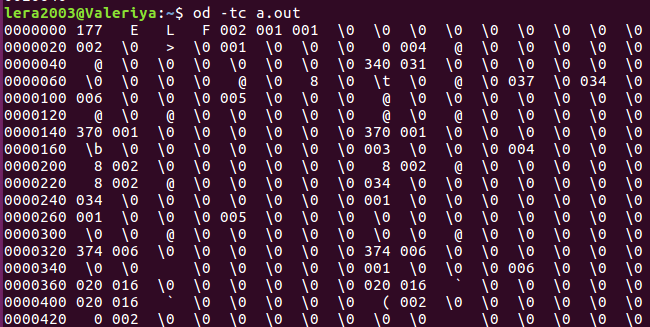 lera2003@Valeriya:~$ od -tc a.out
0000000 177   E   L   F 002 001 001  \0  \0  \0  \0  \0  \0  \0  \0  \0
0000020 002  \0   >  \0 001  \0  \0  \0   0 004   @  \0  \0  \0  \0  \0
0000040   @  \0  \0  \0  \0  \0  \0  \0 340 031  \0  \0  \0  \0  \0  \0
0000060  \0  \0  \0  \0   @  \0   8  \0  \t  \0   @  \0 037  \0 034  \0
0000100 006  \0  \0  \0 005  \0  \0  \0   @  \0  \0  \0  \0  \0  \0  \0
0000120   @  \0   @  \0  \0  \0  \0  \0   @  \0   @  \0  \0  \0  \0  \0
0000140 370 001  \0  \0  \0  \0  \0  \0 370 001  \0  \0  \0  \0  \0  \0
0000160  \b  \0  \0  \0  \0  \0  \0  \0 003  \0  \0  \0 004  \0  \0  \0
0000200   8 002  \0  \0  \0  \0  \0  \0   8 002   @  \0  \0  \0  \0  \0
0000220   8 002   @  \0  \0  \0  \0  \0 034  \0  \0  \0  \0  \0  \0  \0
0000240 034  \0  \0  \0  \0  \0  \0  \0 001  \0  \0  \0  \0  \0  \0  \0
0000260 001  \0  \0  \0 005  \0  \0  \0  \0  \0  \0  \0  \0  \0  \0  \0
0000300  \0  \0   @  \0  \0  \0  \0  \0  \0  \0   @  \0  \0  \0  \0  \0
0000320 374 006  \0  \0  \0  \0  \0  \0 374 006  \0  \0  \0  \0  \0  \0
0000340  \0  \0      \0  \0  \0  \0  \0 001  \0  \0  \0 006  \0  \0  \0
0000360 020 016  \0  \0  \0  \0  \0  \0 020 016   `  \0  \0  \0  \0  \0
0000400 020 016   `  \0  \0  \0  \0  \0   ( 002  \0  \0  \0  \0  \0  \0
0000420   0 002  \0  \0  \0  \0  \0  \0  \0  \0      \0  \0  \0  \0  \0